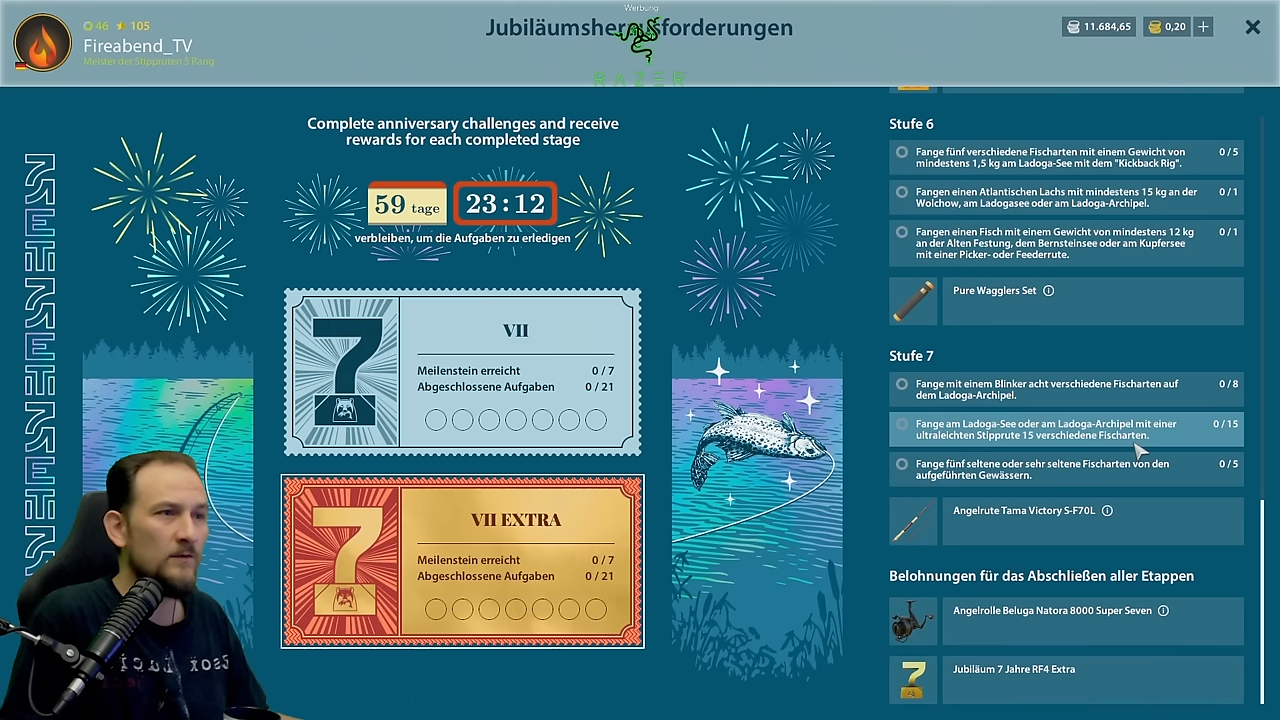 Werbung
Jubiläumsherausforderungen
46 105
Fireabend_TV
Meister der Stippruten 5 Rang
RAZER
11.684,65
0,20
Complete anniversary challenges and receive
rewards for each completed stage
59 tage
23:12
verbleiben, um die Aufgaben zu erledigen
7
VII
Meilenstein erreicht 0 / 7
Abgeschlossene Aufgaben 0 / 21
7
VII EXTRA
Meilenstein erreicht 0 / 7
Abgeschlossene Aufgaben 0 / 21
Stufe 6
Fange fünf verschiedene Fischarten mit einem Gewicht von 0 / 5
mindestens 1,5 kg am Ladoga-See mit dem "Kickback Rig".
Fangen einen Atlantischen Lachs mit mindestens 15 kg an der 0 / 1
Wolchow, am Ladogasee oder am Ladoga-Archipel.
Fangen einen Fisch mit einem Gewicht von mindestens 12 kg 0 / 1
an der Alten Festung, dem Bernsteinsee oder am Kupfersee
mit einer Picker- oder Feederrute.
Pure Wagglers Set
Stufe 7
Fange mit einem Blinker acht verschiedene Fischarten auf 0 / 8
dem Ladoga-Archipel.
Fange am Ladoga-See oder am Ladoga-Archipel mit einer 0 / 15
ultraleichten Stipprute 15 verschiedene Fischarten.
Fange fünf seltene oder sehr seltene Fischarten von den 0 / 5
aufgeführten Gewässern.
Angelrute Tama Victory S-F70L
Belohnungen für das Abschließen aller Etappen
Angelrolle Beluga Natora 8000 Super Seven
7
Jubiläum 7 Jahre RF4 Extra